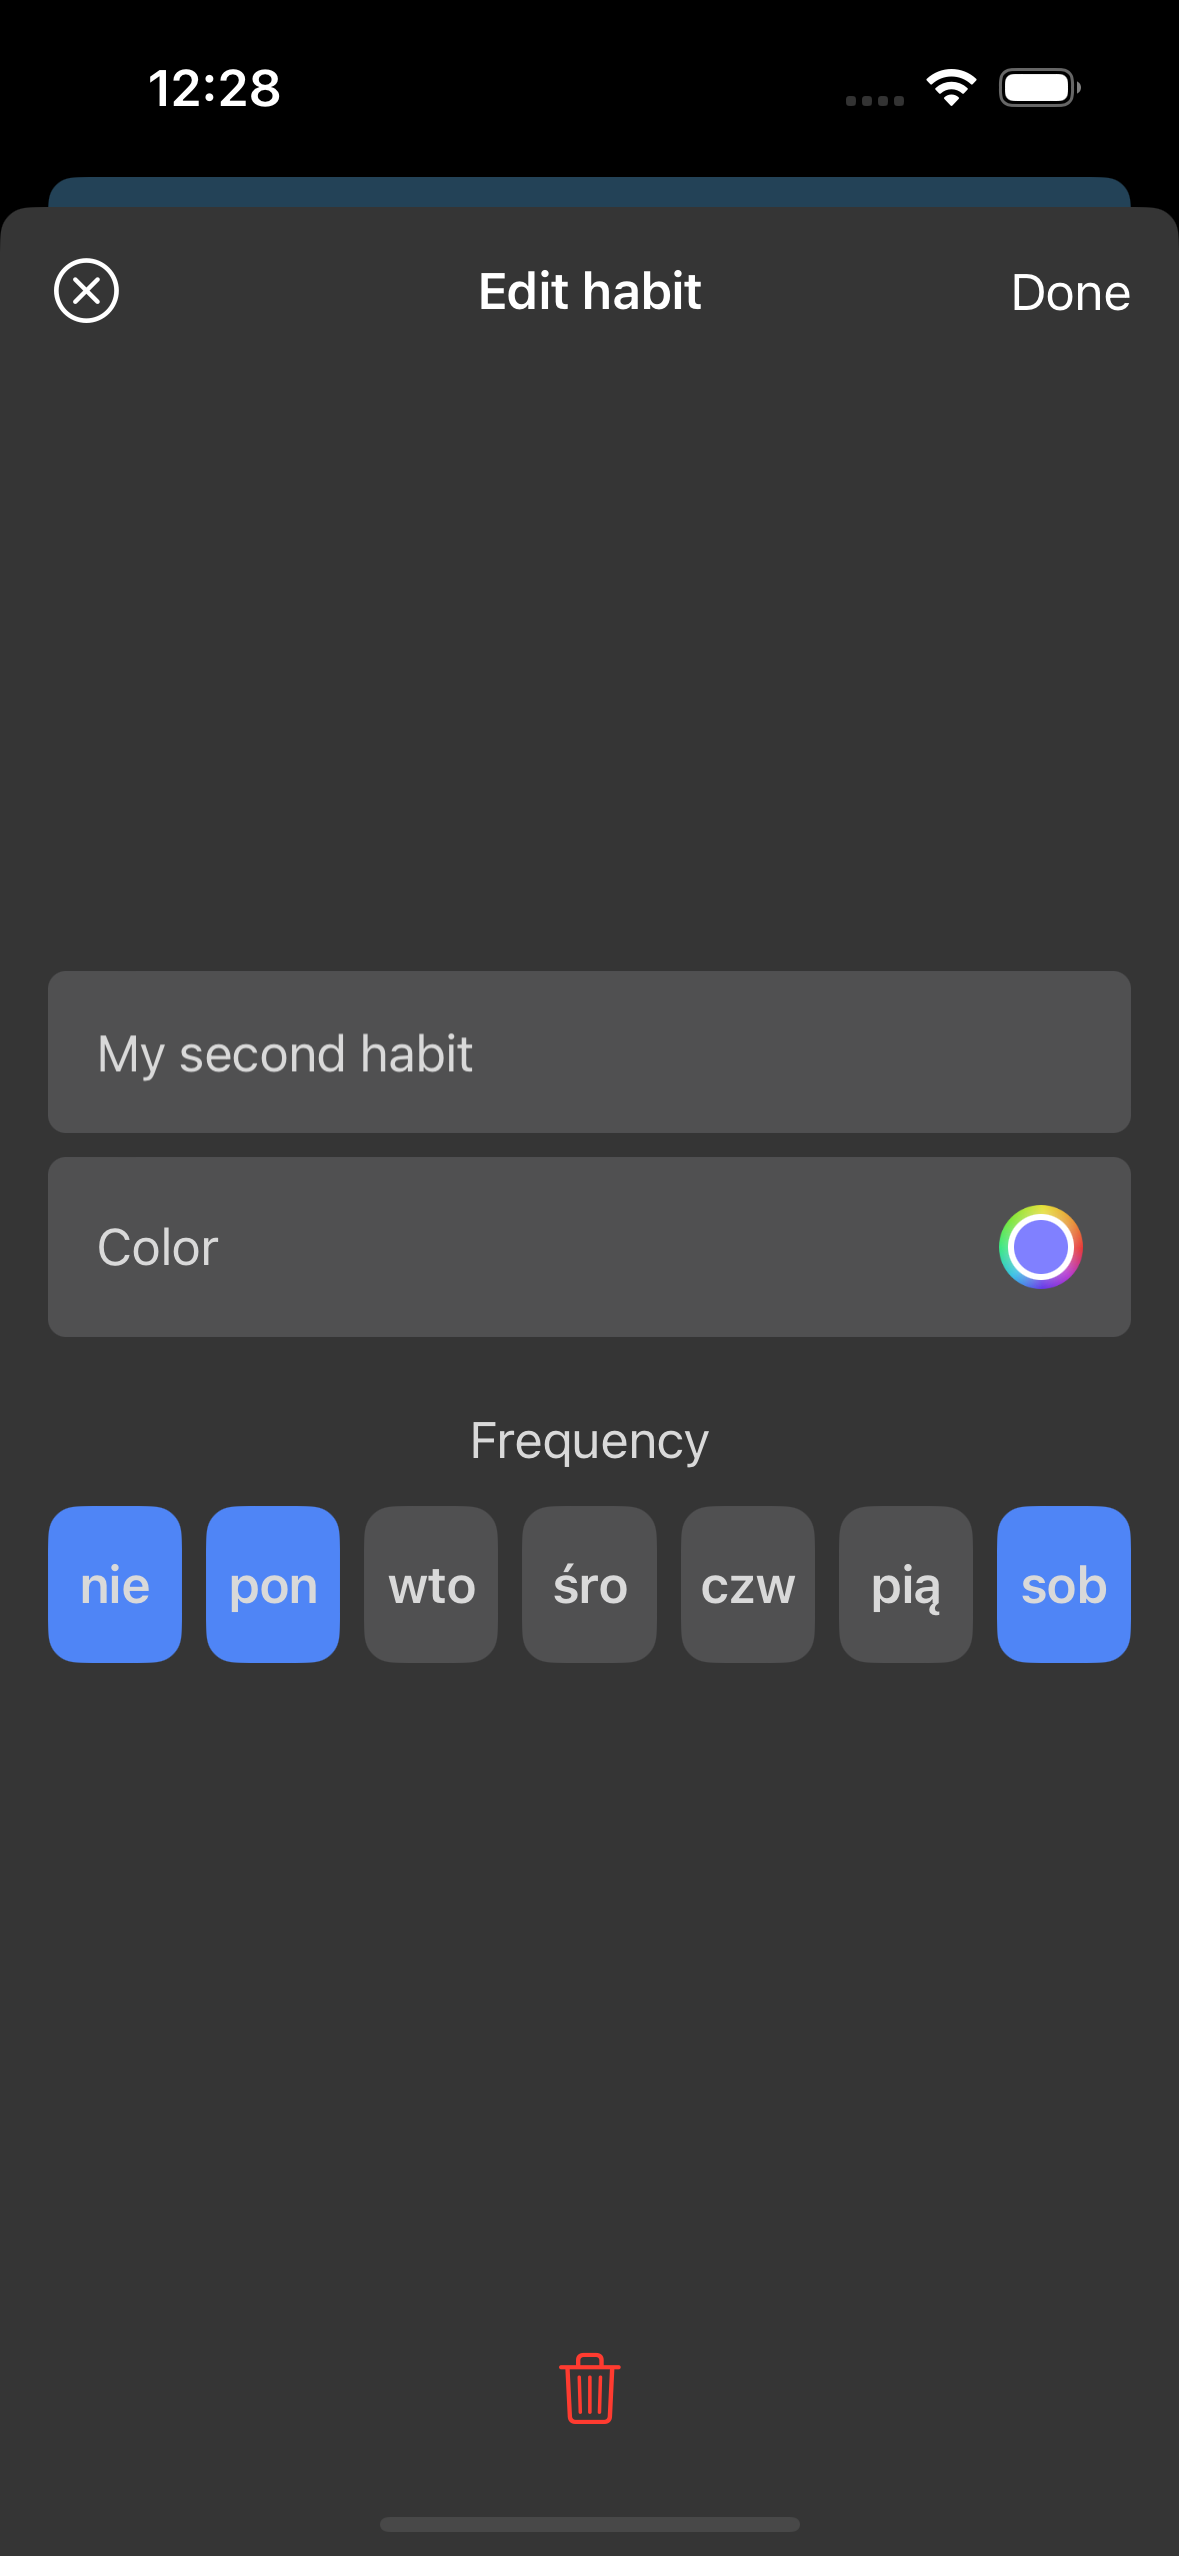 12:28
Edit habit
Done
My second habit
Color
Frequency
nie pon wto śro czw pią sob